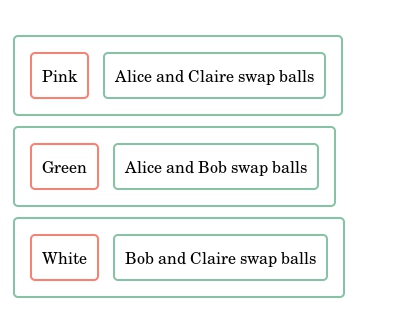 Pink Alice and Claire swap balls
Green Alice and Bob swap balls
White Bob and Claire swap balls